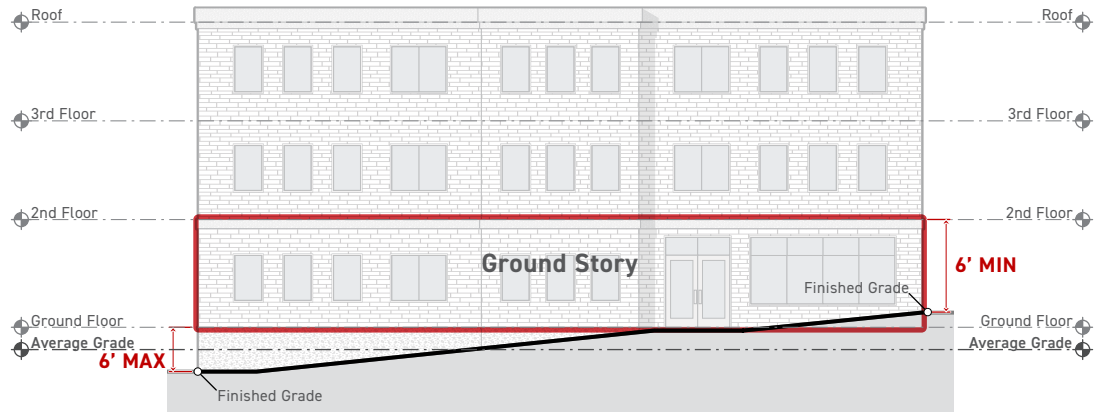 Roof
Roof
3rd Floor
3rd Floor
2nd Floor
2nd Floor
Ground Story
6’ MIN
Finished Grade
Ground Floor
Ground Floor
Average Grade
Average Grade
6’ MAX
Finished Grade